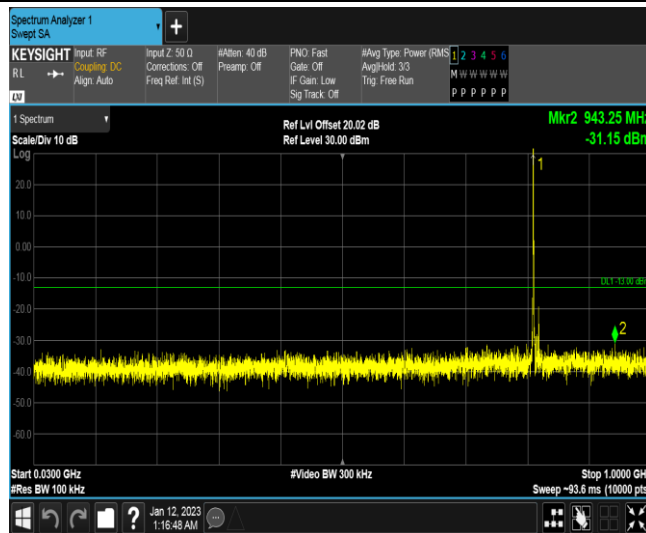 Spectrum Analyzer 1
Swept SA
+
KEYSIGHT
RL
LXI
Input: RF
Coupling: DC
Align: Auto
Input Z: 50 Ω
Corrections: Off
Freq Ref: Int (S)
#Atten: 40 dB
Preamp: Off
PNO: Fast
Gate: Off
IF Gain: Low
Sig Track: Off
#Avg Type: Power (RMS
Avg|Hold: 3/3
Trig: Free Run
1 2 3 4 5 6
M W W W W W
P P P P P P
1 Spectrum
Scale/Div 10 dB
Log
Ref Lvl Offset 20.02 dB
Ref Level 30.00 dBm
Mkr2 943.25 MHz
-31.15 dBm
1
20.0
10.0
0.00
-10.0
DL1 -13.00 dBm
-20.0
-30.0
2
-40.0
-50.0
-60.0
Start 0.0300 GHz
#Res BW 100 kHz
#Video BW 300 kHz
Stop 1.0000 GH
Sweep ~93.6 ms (10000 pts
?
Jan 12, 2023
1:16:48 AM